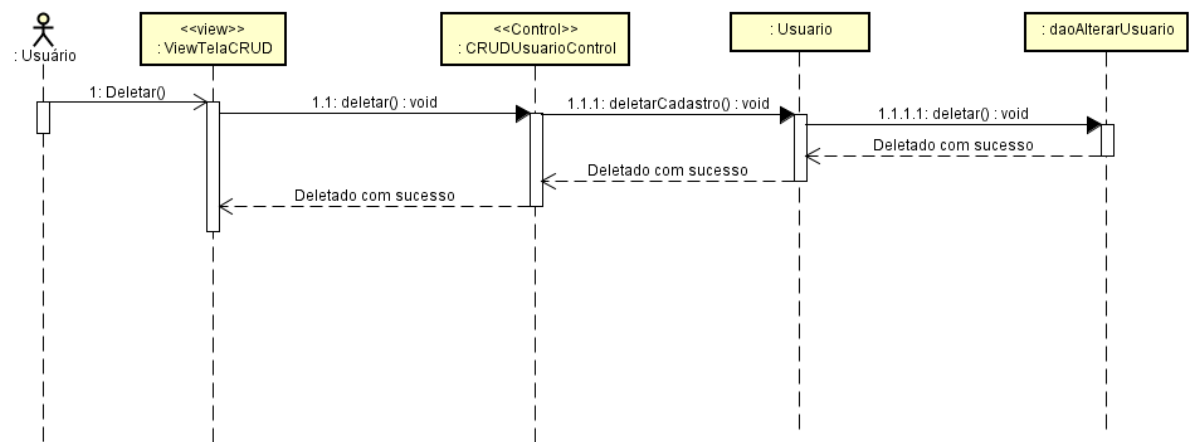 : Usuário
<<view>>
: ViewTelaCRUD
<<Control>>
: CRUDUsuarioControl
: Usuario
: daoAlterarUsuario
1: Deletar()
1.1: deletar() : void
1.1.1: deletarCadastro() : void
1.1.1.1: deletar() : void
Deletado com sucesso
Deletado com sucesso
Deletado com sucesso